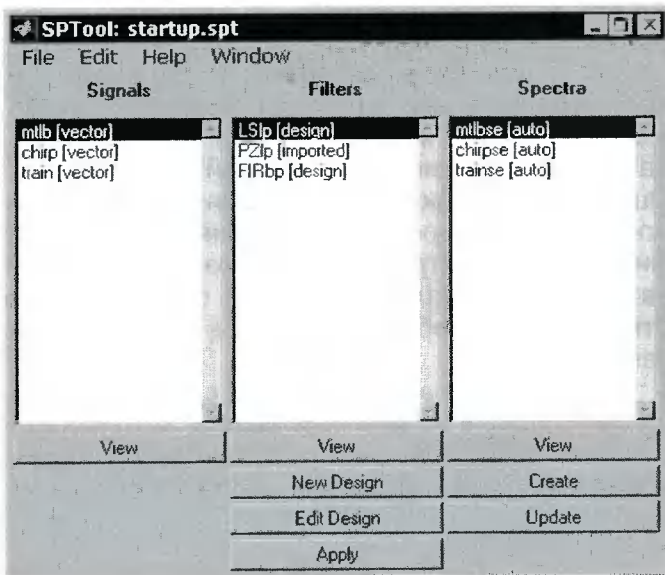 SPTool: startup.spt
File Edit Help Window
Signals Filters Spectra
mtlb [vector] LSlp [design] mtlbse [auto]
chirp [vector] PZlp [imported] chirpse [auto]
train [vector] FIRbp [design] trainse [auto]
View View View
New Design Create
Edit Design Update
Apply